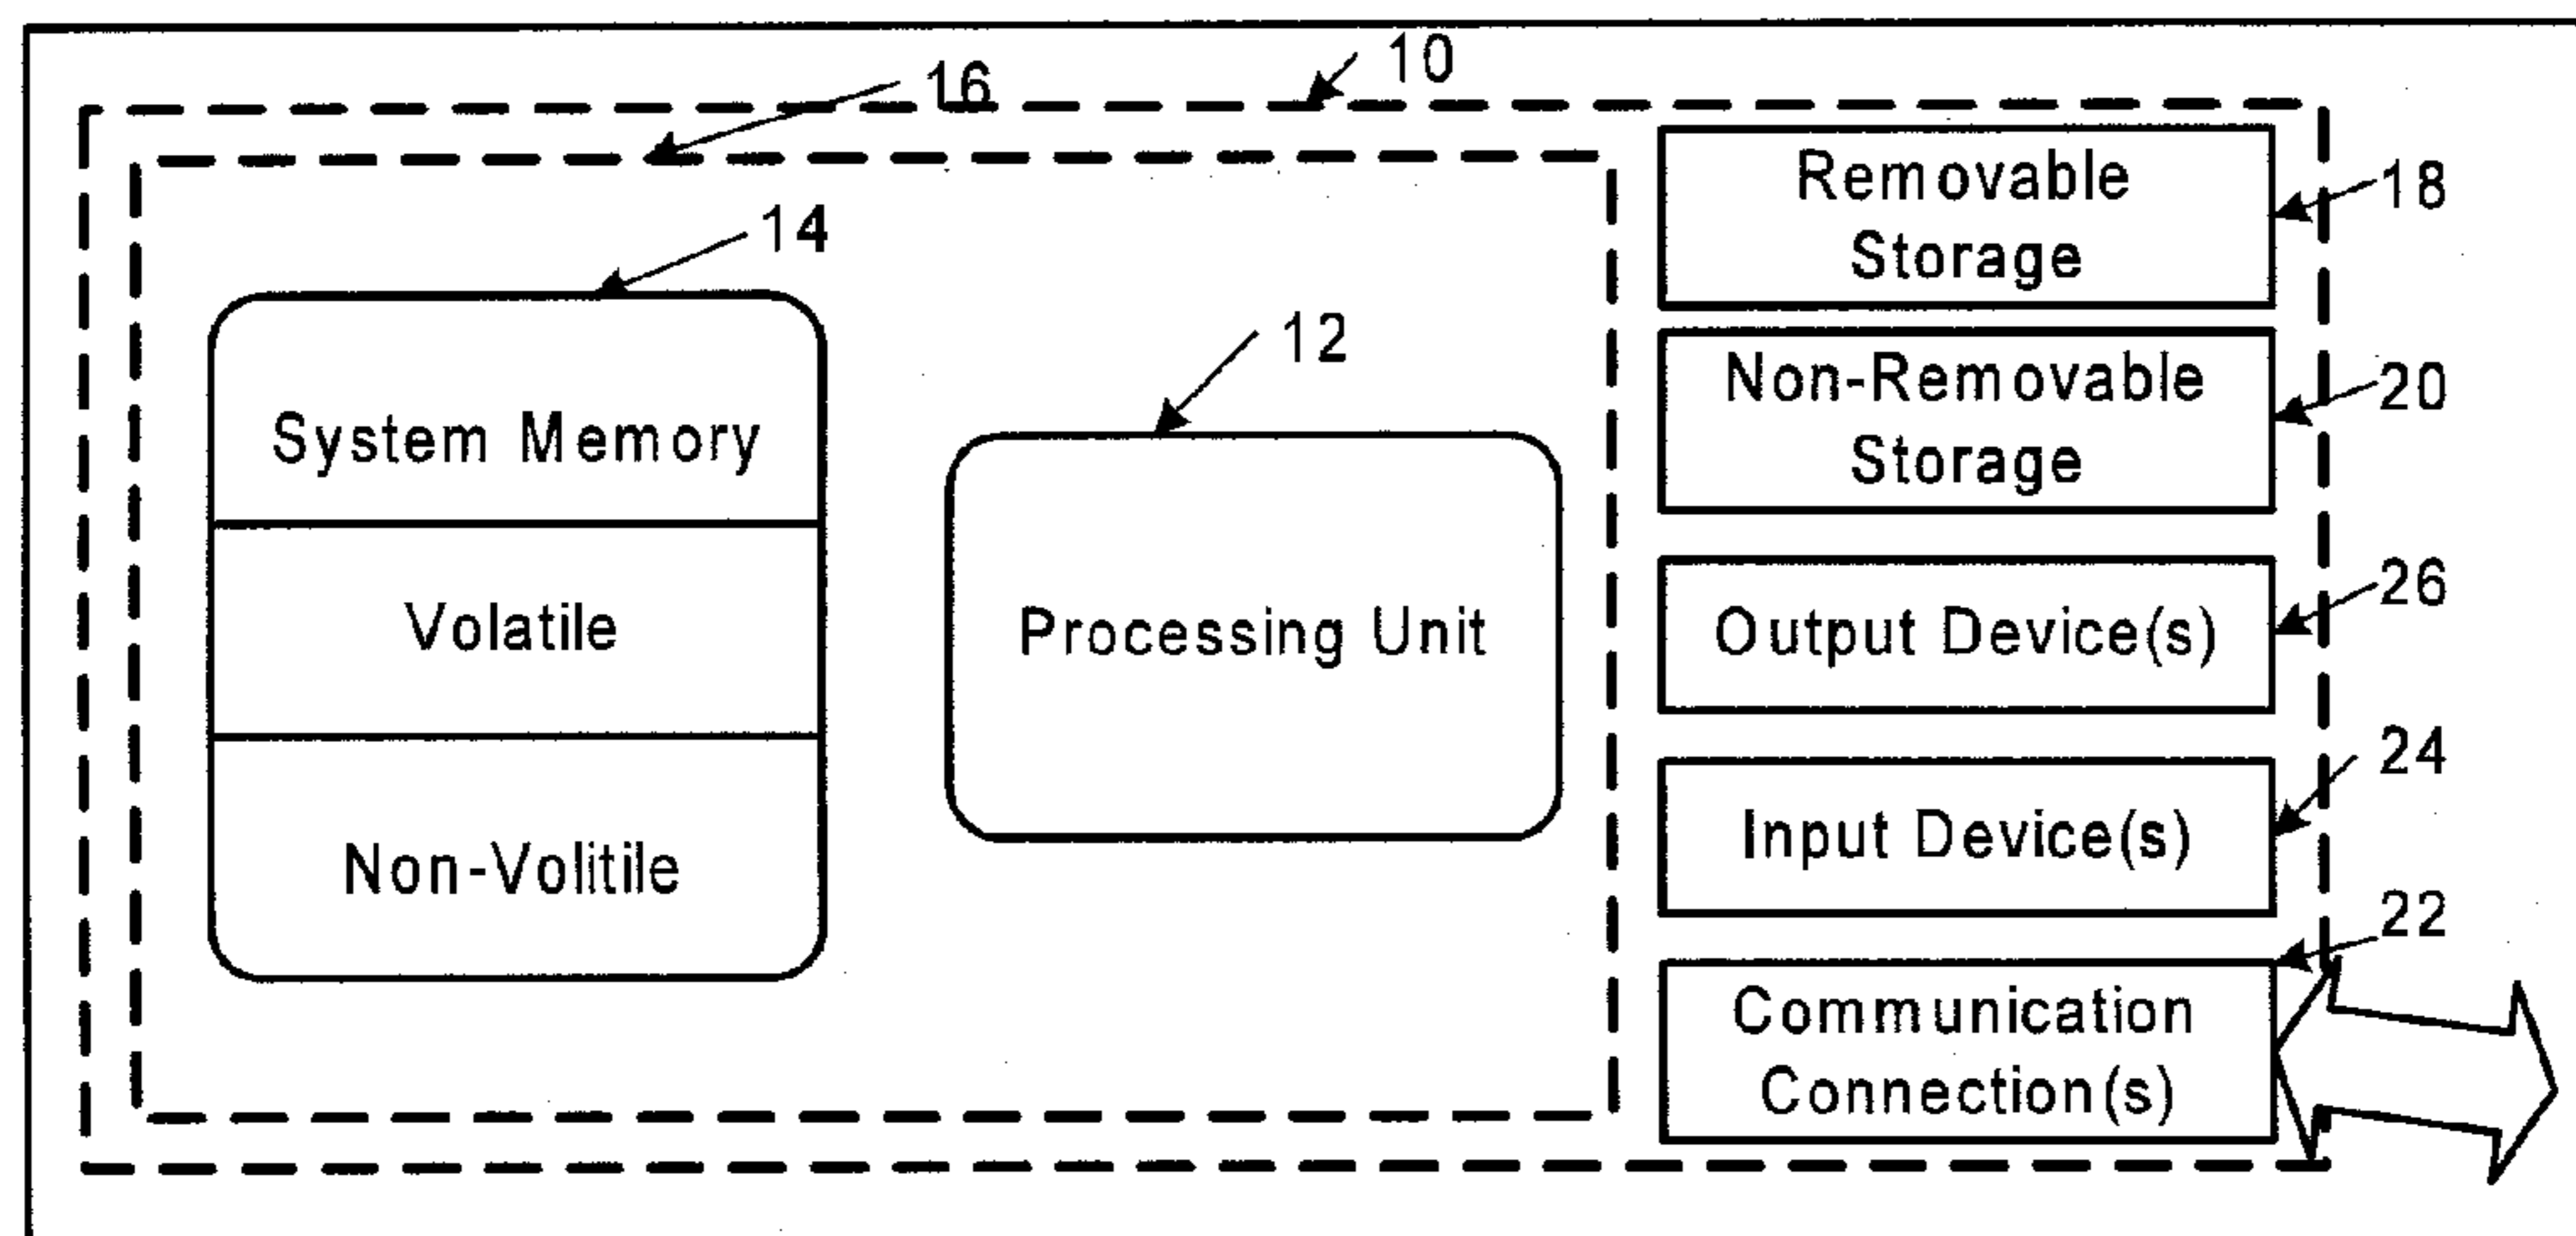 10
16
14
12
System Memory
Volatile
Non-Volitile
Processing Unit
Removable
Storage
18
Non-Removable
Storage
20
Output Device(s)
26
Input Device(s)
24
Communication
Connection(s)
22